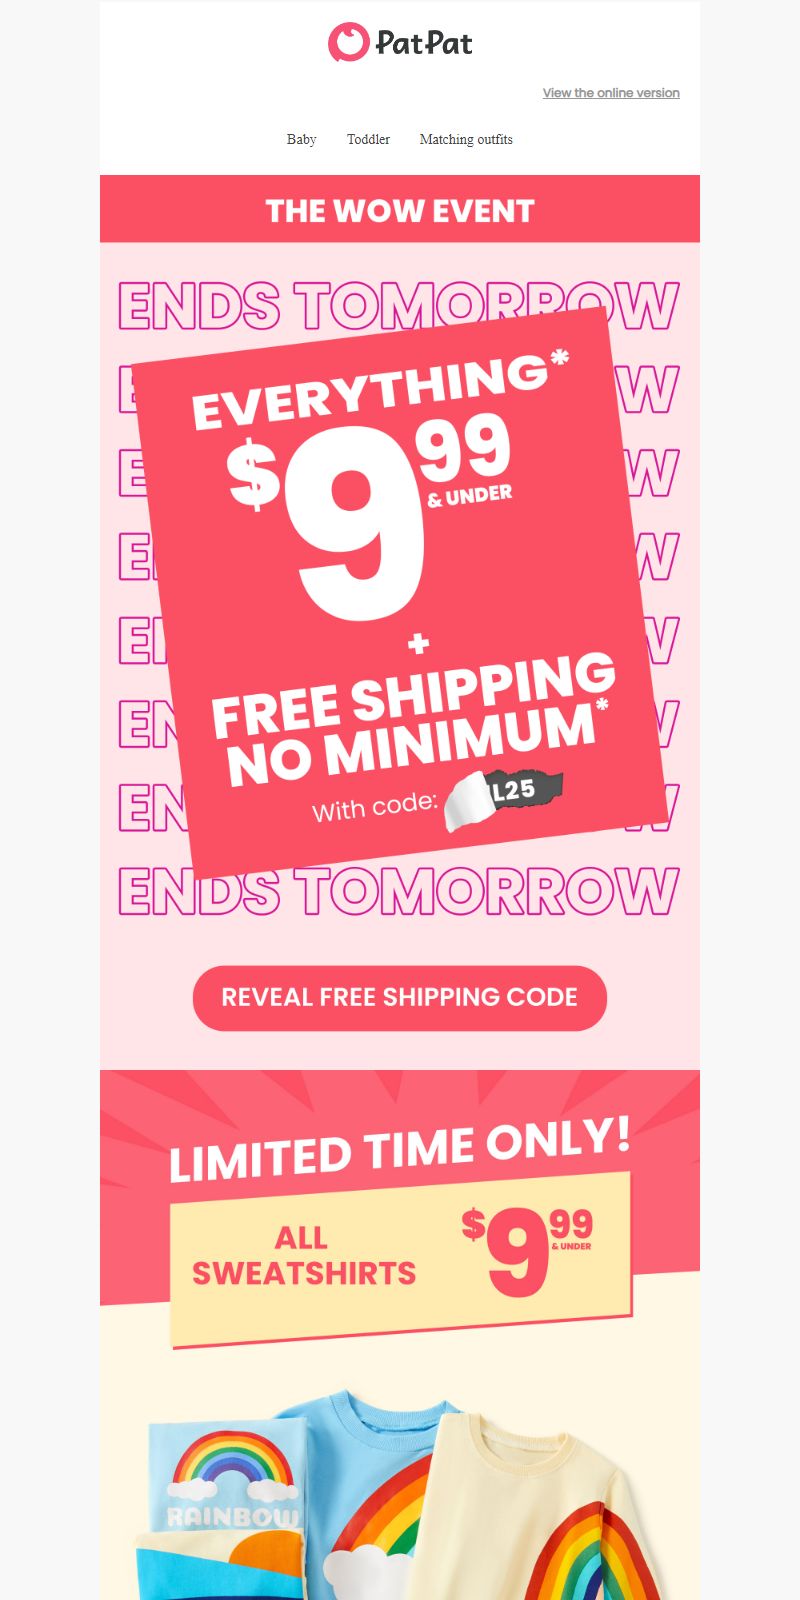 PatPat
View the online version
Baby Toddler Matching outfits
THE WOW EVENT
ENDS TOMORROW
EVERYTHING*
$9.99
& UNDER
+
FREE SHIPPING
NO MINIMUM*
With code: L25
ENDS TOMORROW
REVEAL FREE SHIPPING CODE
LIMITED TIME ONLY!
ALL
SWEATSHIRTS
$9.99
& UNDER
RAINBOW